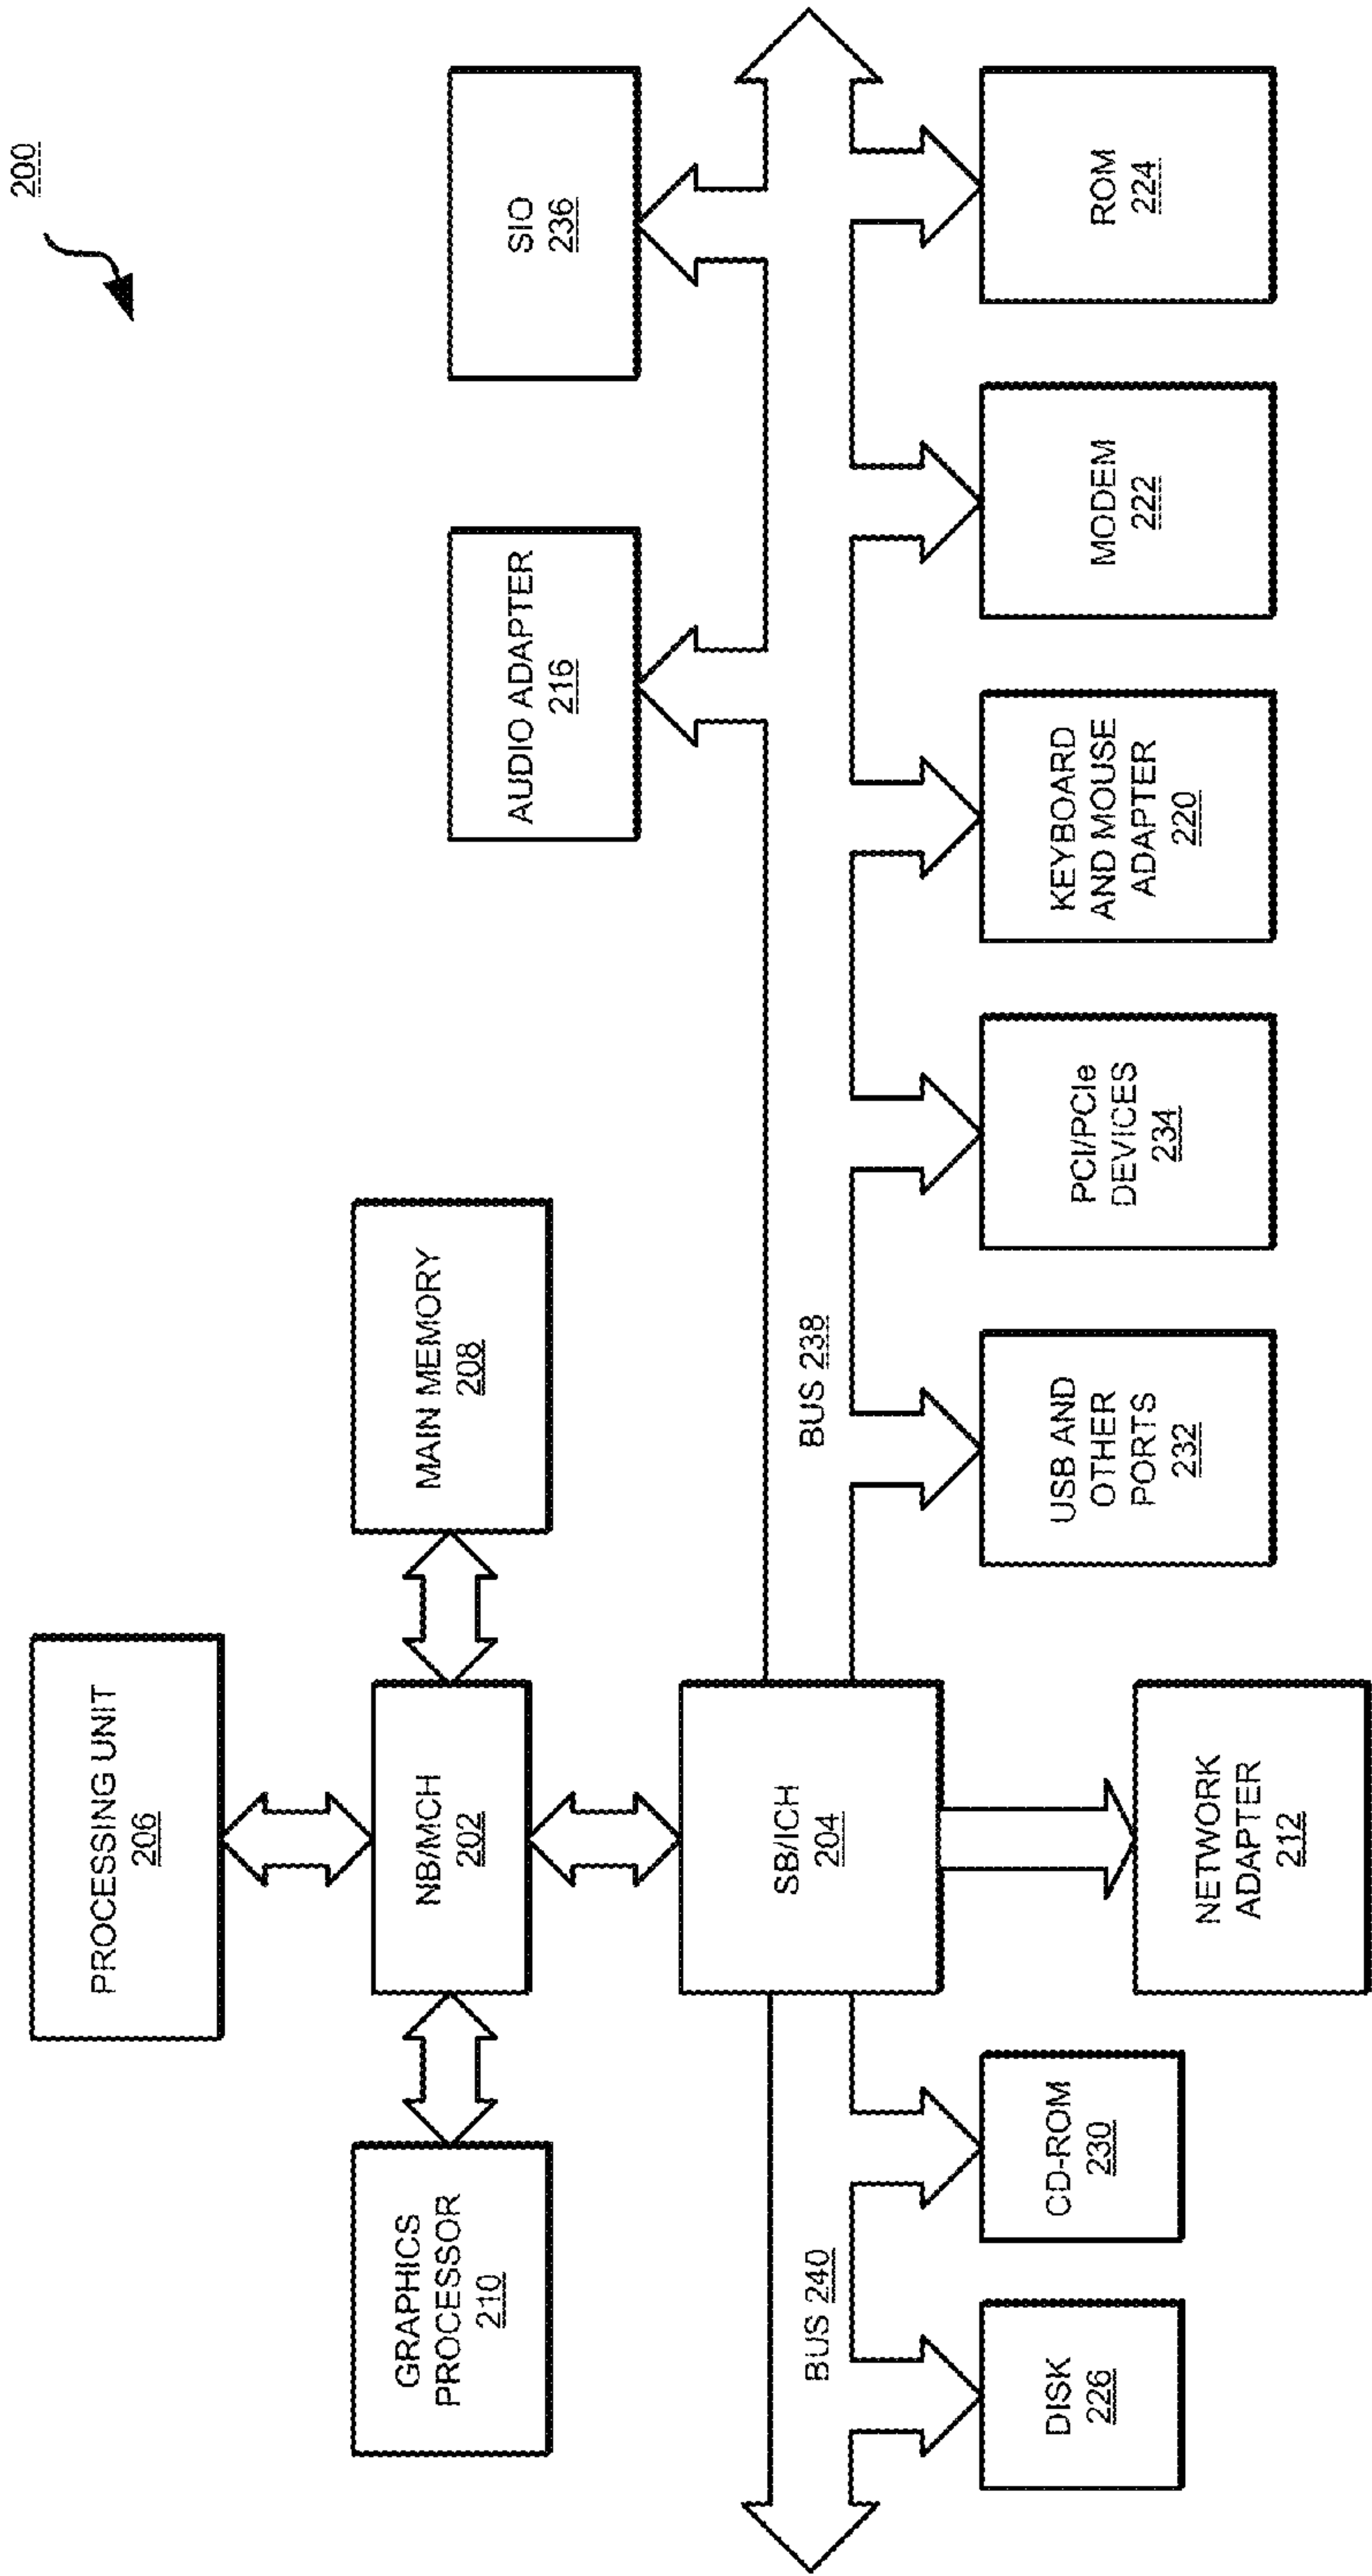 200
PROCESSING UNIT
206
GRAPHICS
PROCESSOR
210
NB/MCH
202
MAIN MEMORY
208
AUDIO ADAPTER
216
SIO
236
SB/ICH
204
BUS 240
BUS 238
DISK
226
CD-ROM
230
USB AND
OTHER
PORTS
232
PCI/PCIe
DEVICES
234
KEYBOARD
AND MOUSE
ADAPTER
220
MODEM
222
ROM
224
NETWORK
ADAPTER
212